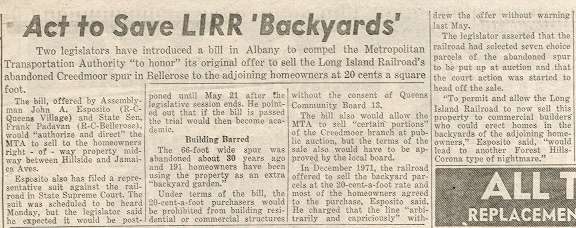 Act to Save LIRR 'Backyards'
Two legislators have introduced a bill in Albany to compel the Metropolitan
Transportation Authority "to honor" its original offer to sell the Long Island Railroad's
abandoned Creedmoor spur in Bellerose to the adjoining homeowners at 20 cents a square
foot.
The bill, offered by Assembly-
man John A. Esposito (R-C-
Queens Village) and State Sen.
Frank Padavan (R-C-Bellerose),
would "authorise and direct" the
MTA to sell to the homeowners
right - of - way property mid-
way between Hillside and Jamai-
ca Aves.
Esposito also has filed a repre-
sentative suit against the rail-
road in State Supreme Court. The
suit was scheduled to be heard
Monday, but the legislator said
he expected it would be post-
poned until May 21 after the
legislative session ends. He point-
ed out that if the bill is passed
the trial would then become aca-
demic.
Building Barred
The 60-foot wide spur was
abandoned about 30 years ago
and 191 homeowners have been
using the property as an extra
"backyard garden."
Under terms of the bill, the
20-cent-a-foot purchasers would
be prohibited from building resi-
dential or commercial structures
without the consent of Queens
Community Board 13.
The bill also would allow the
MTA to sell "certain portions"
of the Creedmoor branch at pub-
lic auction, but the terms of the
sale also would have to be ap-
proved by the local board.
In December 1971, the railroad
offered to sell the backyard par-
cels at the 20-cent-a-foot rate and
most of the homeowners agreed
to the purchase, Esposito said.
He charged that the line "arbi-
trarily and capriciously" with-
drew the offer without warning
last May.
The legislator asserted that the
railroad had selected seven choice
parcels of the abandoned spur
to be put up at auction and that
the court action was started to
head off the sale.
"To permit and allow the Long
Island Railroad to now sell this
property to commercial builders
who could erect homes in the
backyards of the adjoining home-
owners," Esposito said, "would
lead to another Forest Hills-
Corona type of nightmare."
ALL T
REPLACEMEN